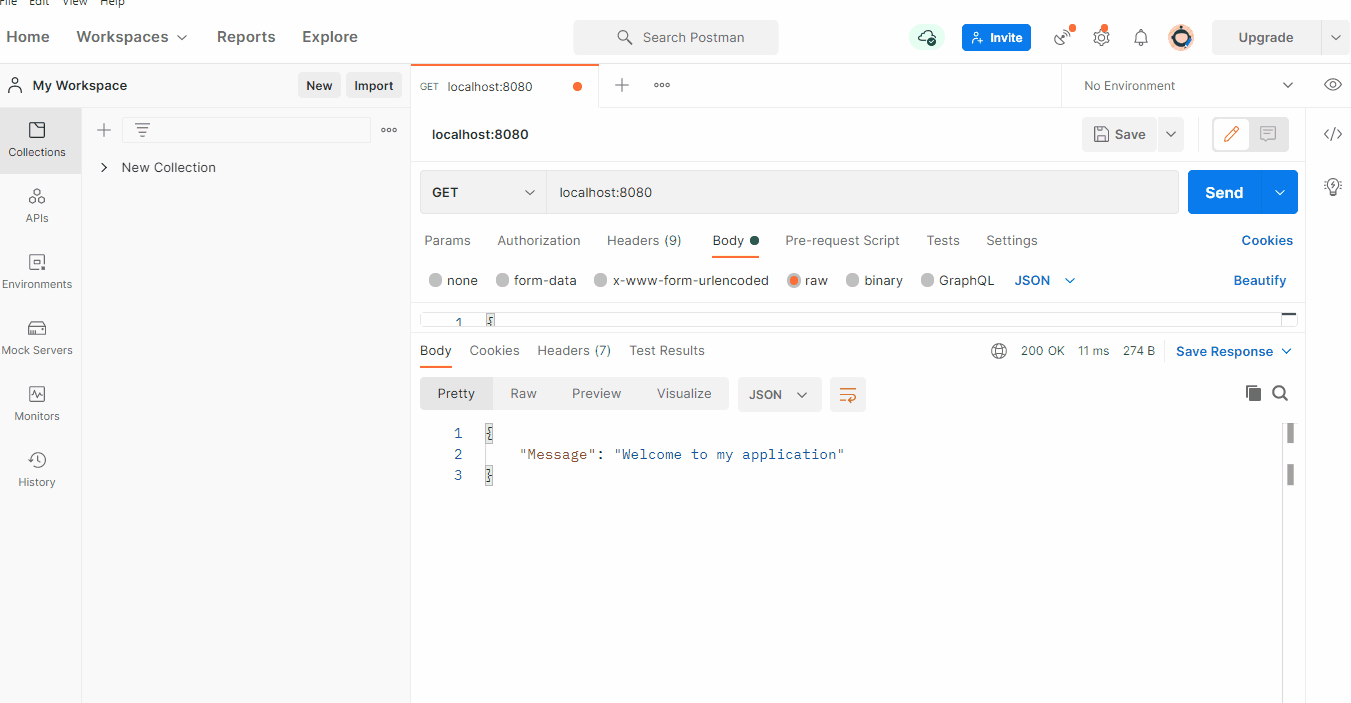 File Edit View Help
Home Workspaces Reports Explore Search Postman Invite Upgrade
My Workspace New Import GET localhost:8080 No Environment
Collections
New Collection
APIs
Environments
Mock Servers
Monitors
History
localhost:8080 Save
GET localhost:8080 Send
Params Authorization Headers (9) Body Pre-request Script Tests Settings Cookies
none form-data x-www-form-urlencoded raw binary GraphQL JSON Beautify
1 {
Body Cookies Headers (7) Test Results 200 OK 11 ms 274 B Save Response
Pretty Raw Preview Visualize JSON
1 {
2 "Message": "Welcome to my application"
3 }